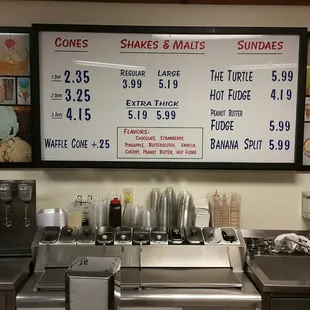 CONES
1 DIP 2.35
2 DIPS 3.25
3 DIPS 4.15
WAFFLE CONE +.25
SHAKES & MALTS
REGULAR LARGE
3.99 5.19
EXTRA THICK
5.19 5.99
FLAVORS:
CHOCOLATE, STRAWBERRY,
PINEAPPLE, BUTTERSCOTCH, VANILLA,
CHERRY, PEANUT BUTTER, HOT FUDGE
SUNDAES
THE TURTLE 5.99
HOT FUDGE 4.19
PEANUT BUTTER
FUDGE 5.99
BANANA SPLIT 5.99